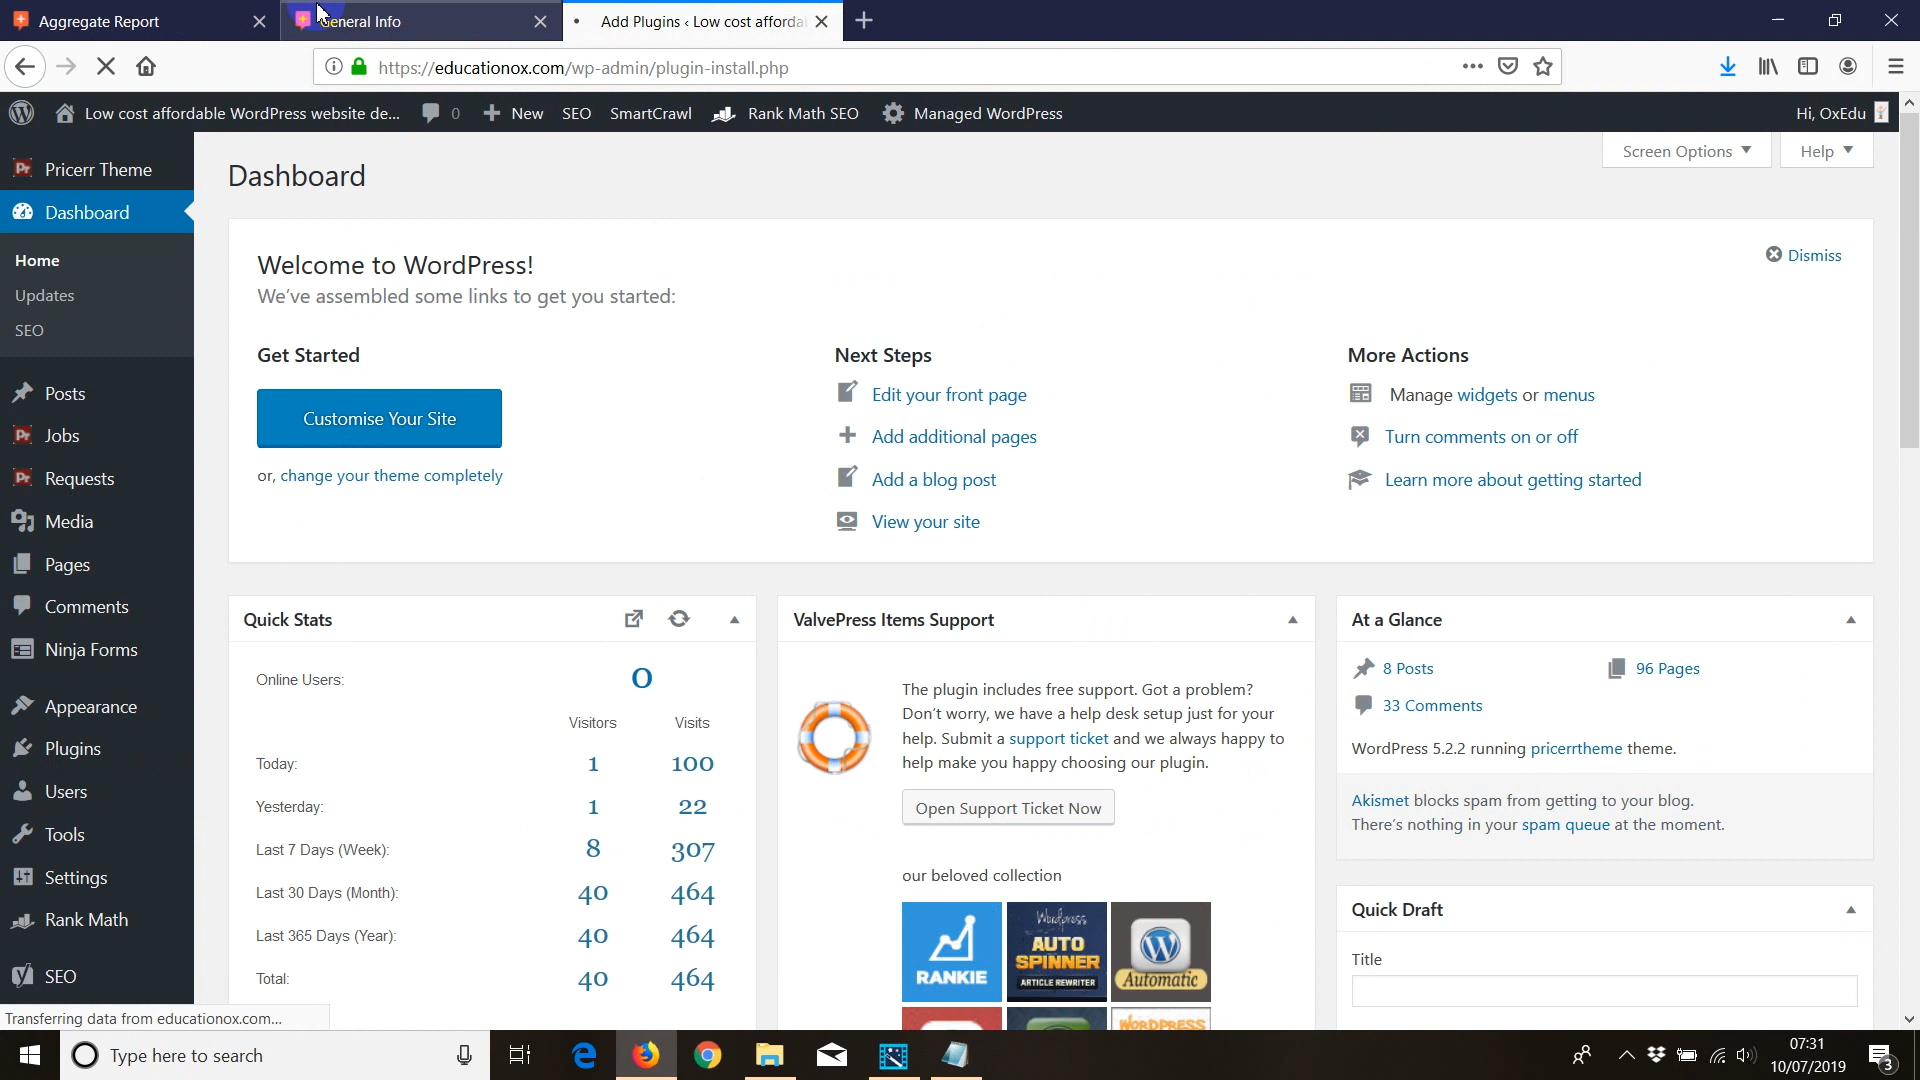 Aggregate Report
General Info
Add Plugins ‹ Low cost afforda
https://educationox.com/wp-admin/plugin-install.php
Low cost affordable WordPress website de...
0
New
SEO
SmartCrawl
Rank Math SEO
Managed WordPress
Hi, OxEdu
Pricerr Theme
Dashboard
Home
Updates
SEO
Posts
Jobs
Requests
Media
Pages
Comments
Ninja Forms
Appearance
Plugins
Users
Tools
Settings
Rank Math
SEO
Screen Options
Help
Dashboard
Welcome to WordPress!
Dismiss
We've assembled some links to get you started:
Get Started
Customise Your Site
or, change your theme completely
Next Steps
Edit your front page
Add additional pages
Add a blog post
View your site
More Actions
Manage widgets or menus
Turn comments on or off
Learn more about getting started
Quick Stats
Online Users: 0
Visitors Visits
Today: 1 100
Yesterday: 1 22
Last 7 Days (Week): 8 307
Last 30 Days (Month): 40 464
Last 365 Days (Year): 40 464
Total: 40 464
ValvePress Items Support
The plugin includes free support. Got a problem?
Don't worry, we have a help desk setup just for your
help. Submit a support ticket and we always happy to
help make you happy choosing our plugin.
Open Support Ticket Now
our beloved collection
RANKIE
Wordpress
AUTO
SPINNER
ARTICLE REWRITER
Automatic
WORDPRESS
At a Glance
8 Posts
96 Pages
33 Comments
WordPress 5.2.2 running pricerrtheme theme.
Akismet blocks spam from getting to your blog.
There's nothing in your spam queue at the moment.
Quick Draft
Title
Transferring data from educationox.com...
Type here to search
07:31
10/07/2019
3